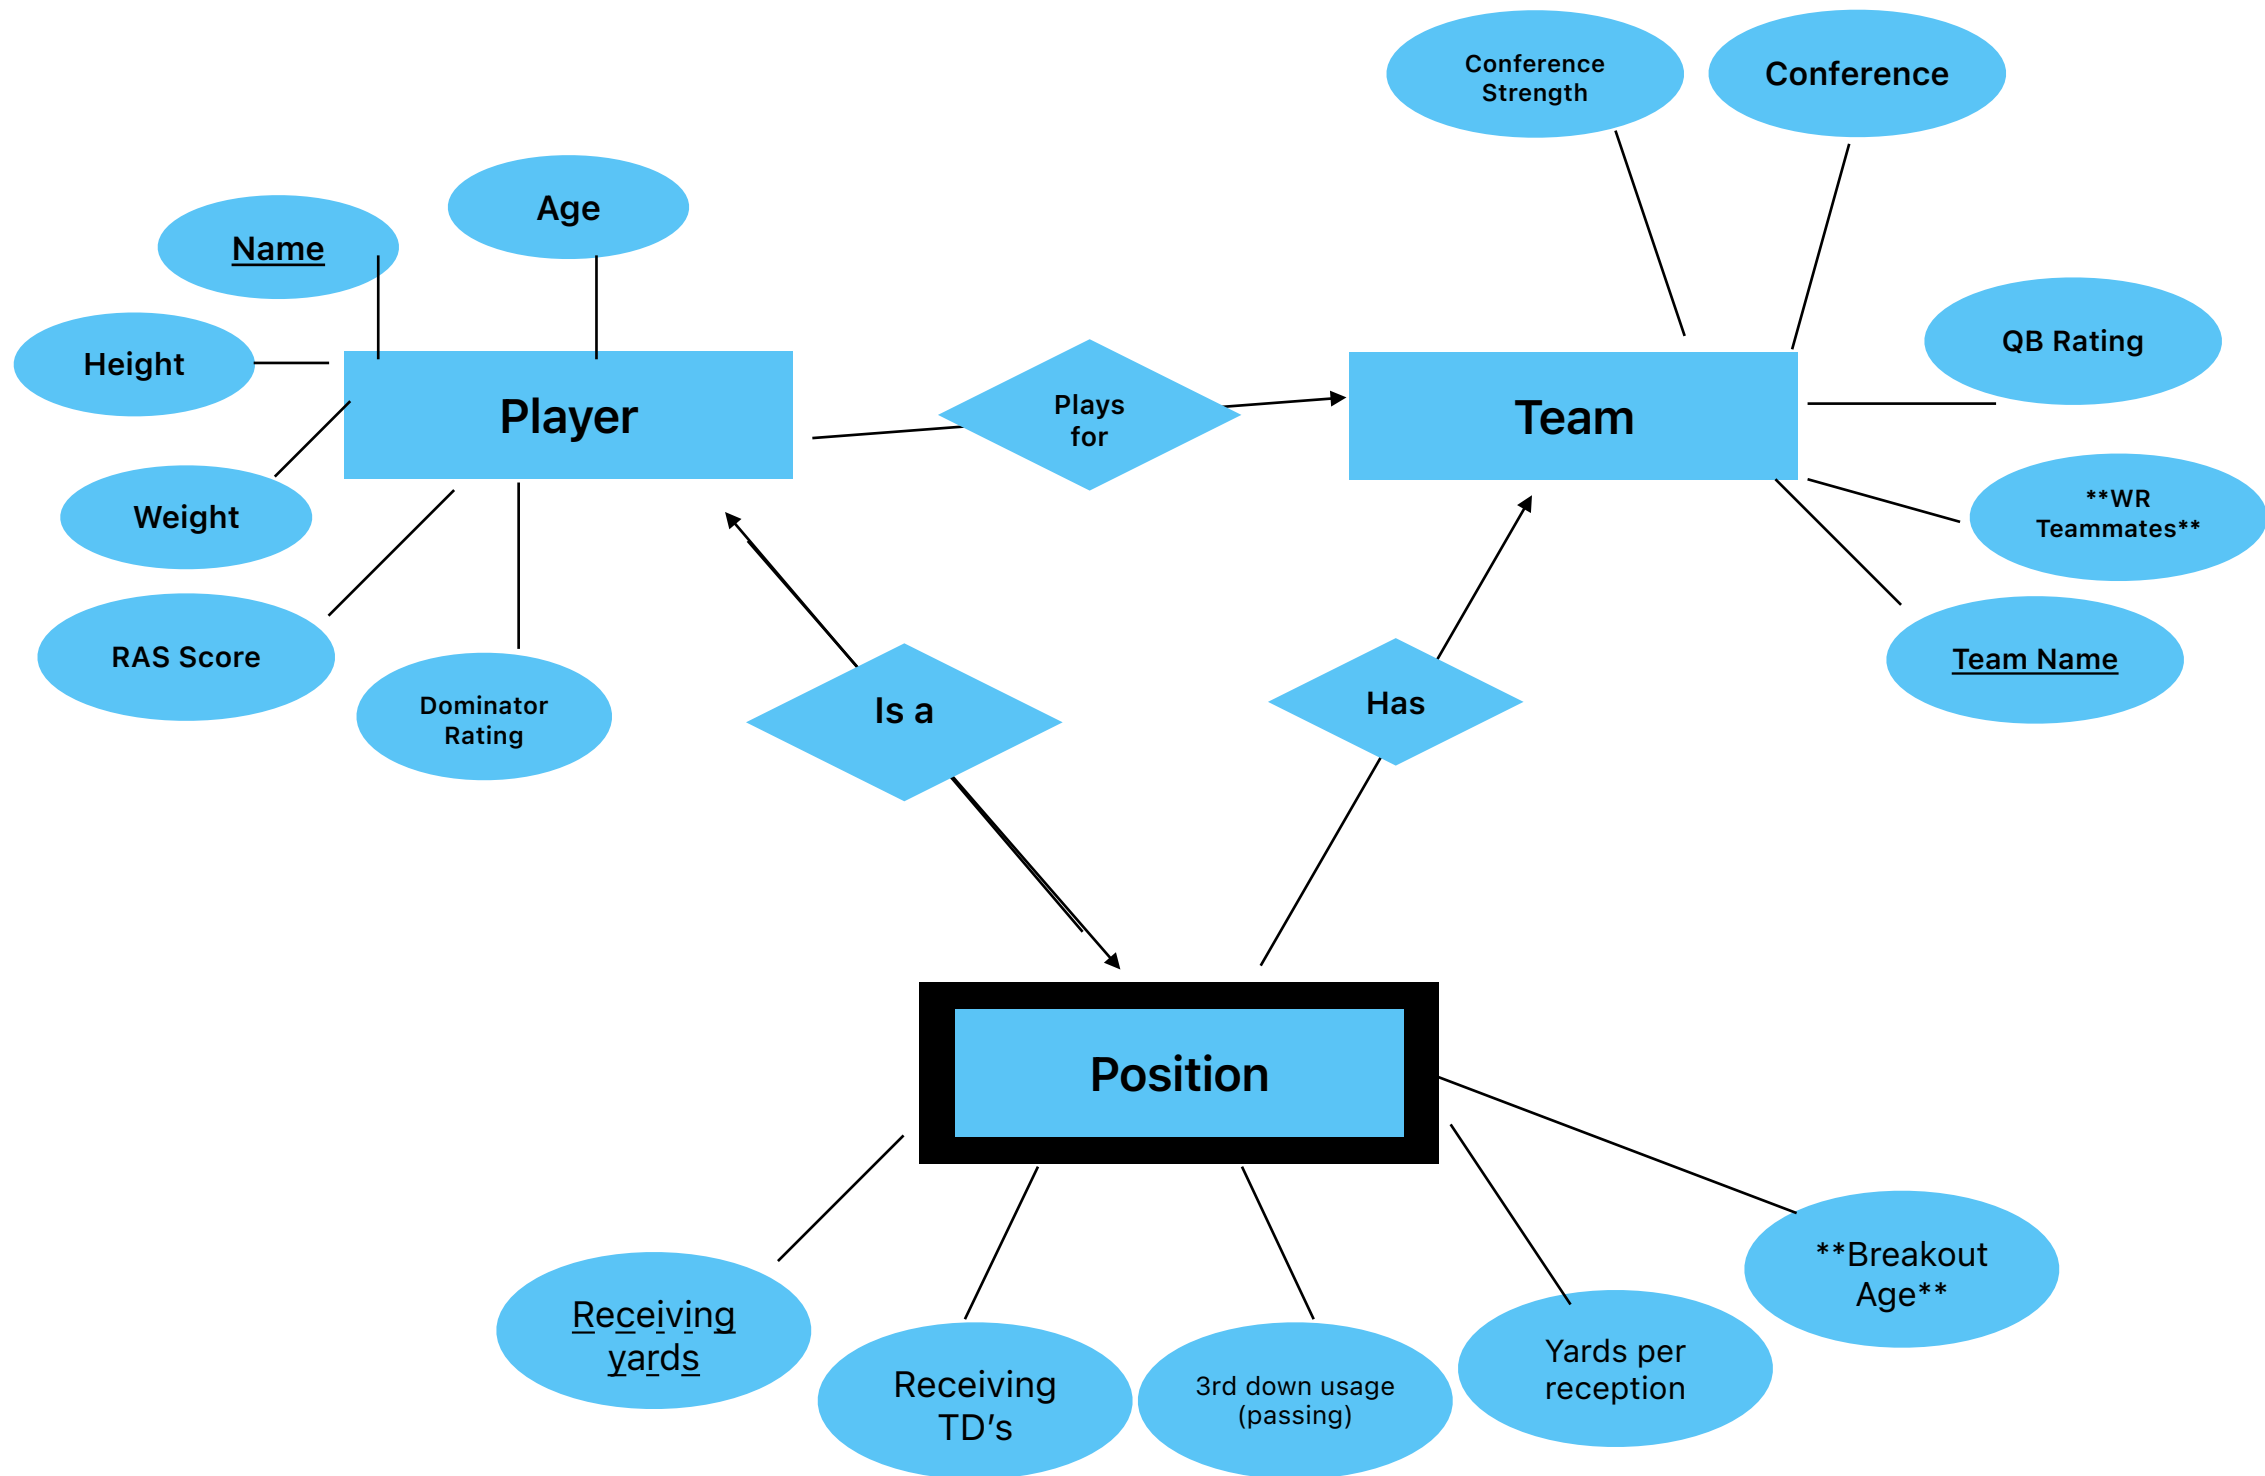 Conference
Strength
Conference
Age
Name
Height
QB Rating
Player
Plays
for
Team
Weight
**WR
Teammates**
RAS Score
Team Name
Dominator
Rating
Is a
Has
Position
**Breakout
Age**
Receiving
yards
Receiving
TD’s
3rd down usage
(passing)
Yards per
reception